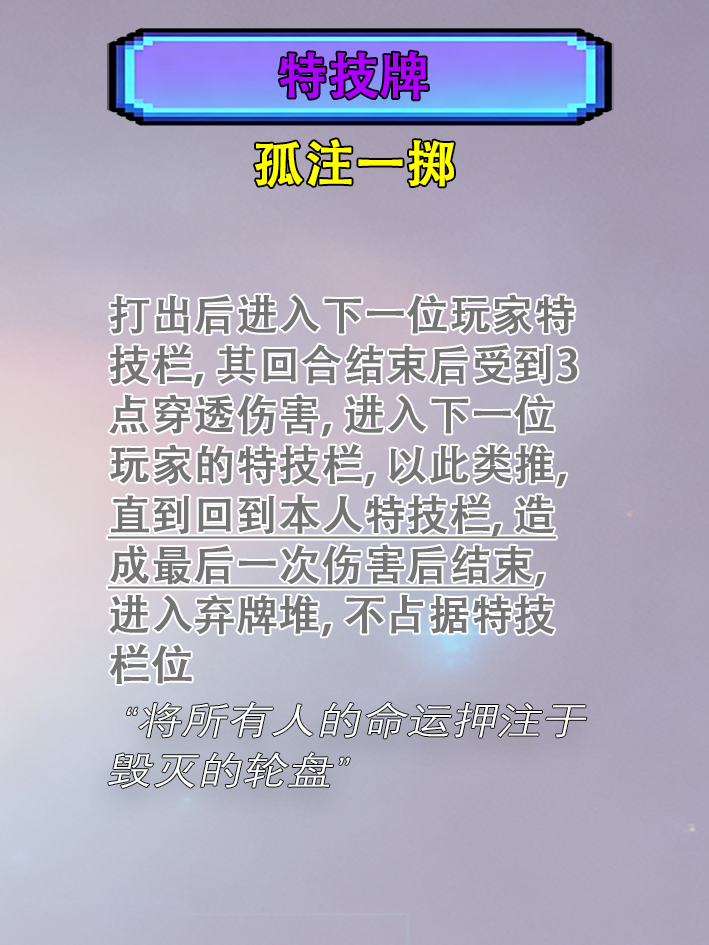 特技牌
孤注一掷
打出后进入下一位玩家特
技栏, 其回合结束后受到3
点穿透伤害, 进入下一位
玩家的特技栏, 以此类推,
直到回到本人特技栏, 造
成最后一次伤害后结束,
进入弃牌堆, 不占据特技
栏位
“将所有人的命运押注于
毁灭的轮盘”